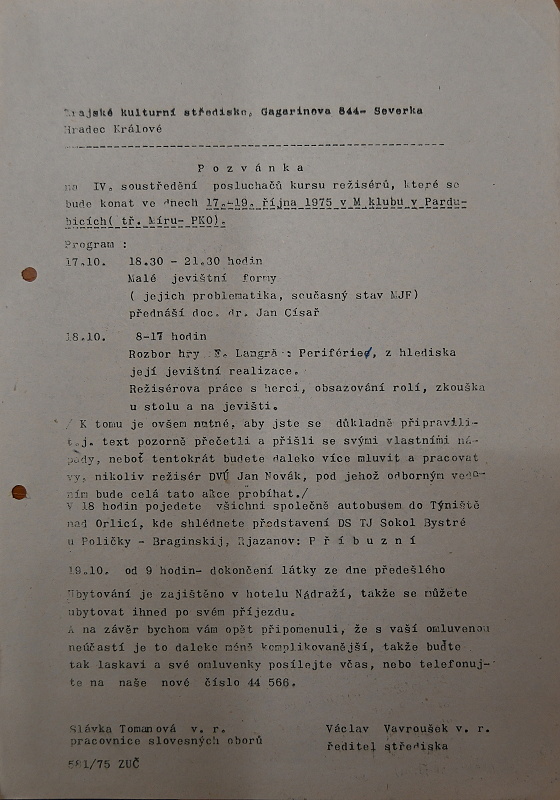 Krajské kulturní středisko, Gagarinova 844- Severka
Hradec Králové
P o z v á n k a
na IV. soustředění posluchačů kursu režisérů, které se
bude konat ve dnech 17.-19. října 1975 v M klubu v Pardu-
bicích( tř. Míru- PKO).
Program :
17.10. 18.30 - 21.30 hodin
Malé jevištní formy
( jejich problematika, současný stav MJF)
přednáší doc. dr. Jan Císař
18.10. 8-17 hodin
Rozbor hry F. Langra : Periférie, z hlediska
její jevištní realizace.
Režisérova práce s herci, obsazování rolí, zkouška
u stolu a na jevišti.
/ K tomu je ovšem nutné, aby jste se důkladně připravili-
t.j. text pozorně přečetli a přišli se svými vlastními ná-
pady, neboť tentokrát budete daleko více mluvit a pracovat
vy, nikoliv režisér DVÚ Jan Novák, pod jehož odborným vede-
ním bude celá tato akce probíhat./
V 18 hodin pojedete všichni společně autobusem do Týniště
nad Orlicí, kde shlédnete představení DS TJ Sokol Bystré
u Poličky - Braginskij, Rjazanov: P ř í b u z n í
19.10. od 9 hodin- dokončení látky ze dne předešlého
Ubytování je zajištěno v hotelu Nádraží, takže se můžete
ubytovat ihned po svém příjezdu.
A na závěr bychom vám opět připomenuli, že s vaší omluvenou
neúčastí je to daleko méně komplikovanější, takže buďte
tak laskavi a své omluvenky posílejte včas, nebo telefonuj-
te na naše nové číslo 44 566.
Slávka Tomanová v. r. Václav Vavroušek v. r.
pracovnice slovesných oborů ředitel střediska
581/75 ZUČ